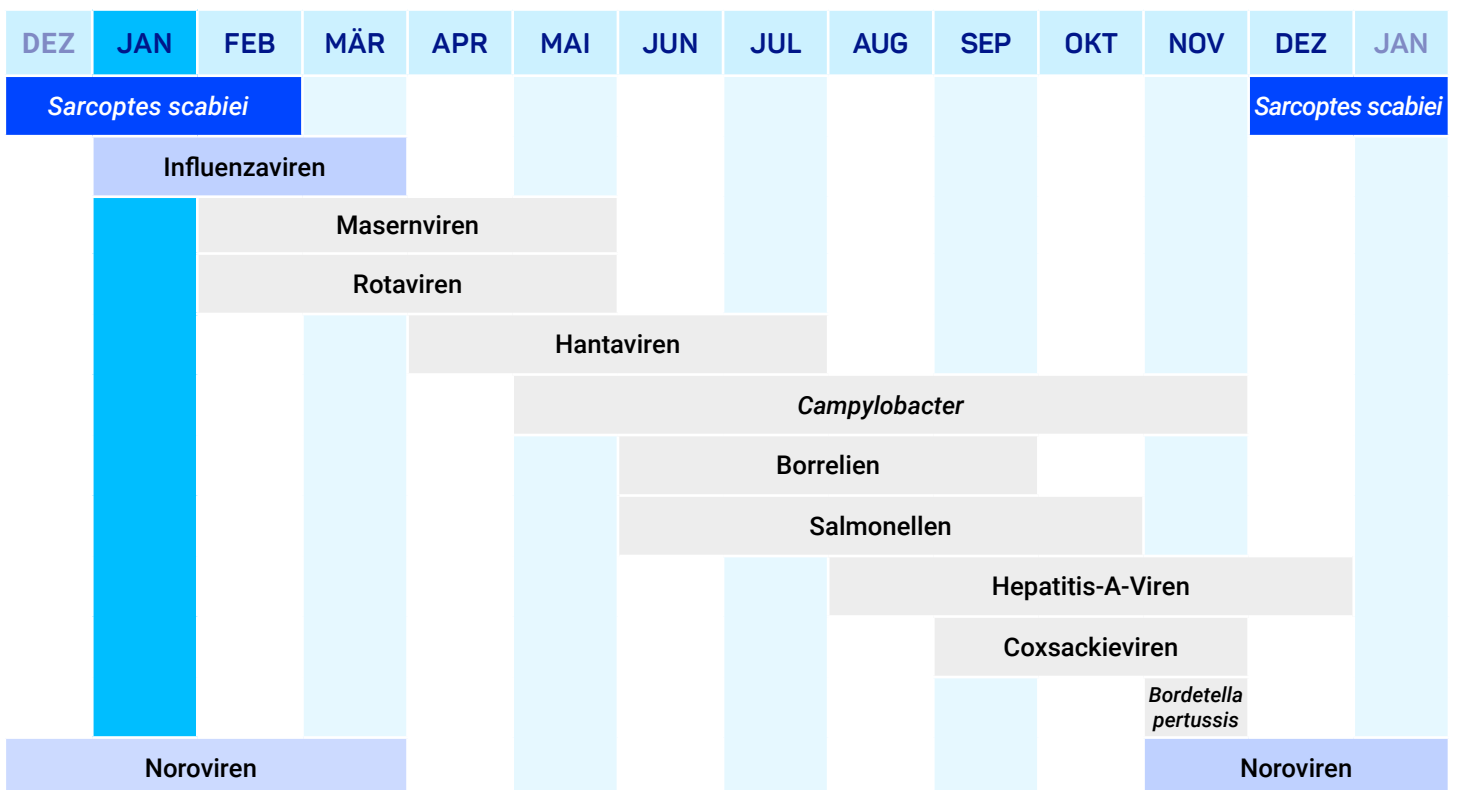 DEZ JAN FEB MÄR APR MAI JUN JUL AUG SEP OKT NOV DEZ JAN
Sarcoptes scabiei Sarcoptes scabiei
Influenzaviren
Masernviren
Rotaviren
Hantaviren
Campylobacter
Borrelien
Salmonellen
Hepatitis-A-Viren
Coxsackieviren
Bordetella
pertussis
Noroviren Noroviren